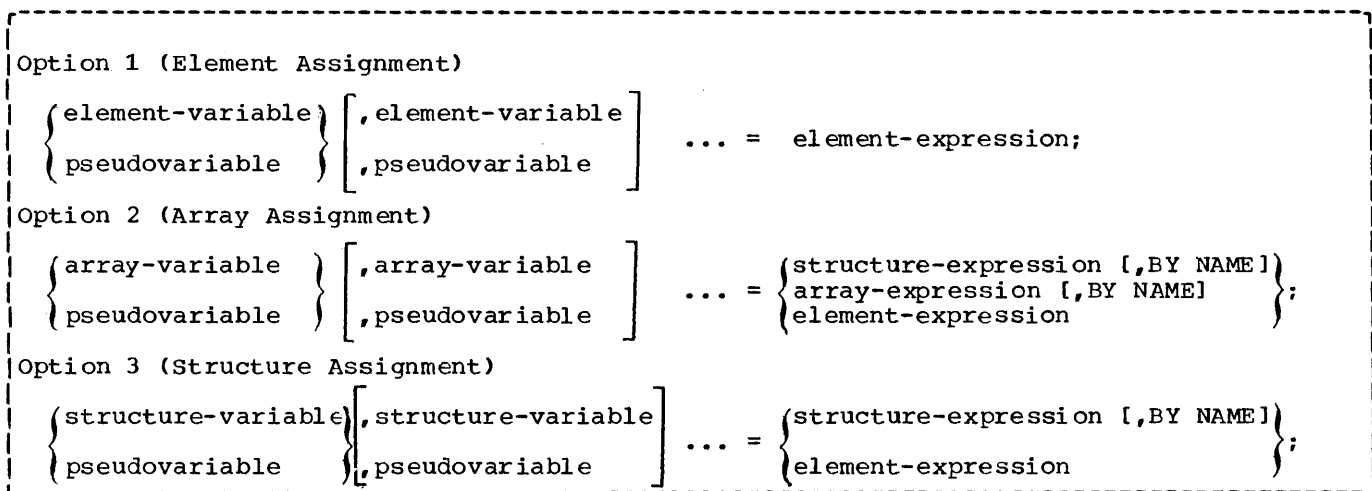 Option 1 (Element Assignment)
{element-variable} [,element-variable]
... = element-expression;
{pseudovariable} [,pseudovariable]
Option 2 (Array Assignment)
{array-variable} [,array-variable] {structure-expression [,BY NAME]}
... = {array-expression [,BY NAME]};
{pseudovariable} [,pseudovariable] {element-expression}
Option 3 (Structure Assignment)
{structure-variable} [,structure-variable] {structure-expression [,BY NAME]}
... = ;
{pseudovariable} [,pseudovariable] {element-expression}